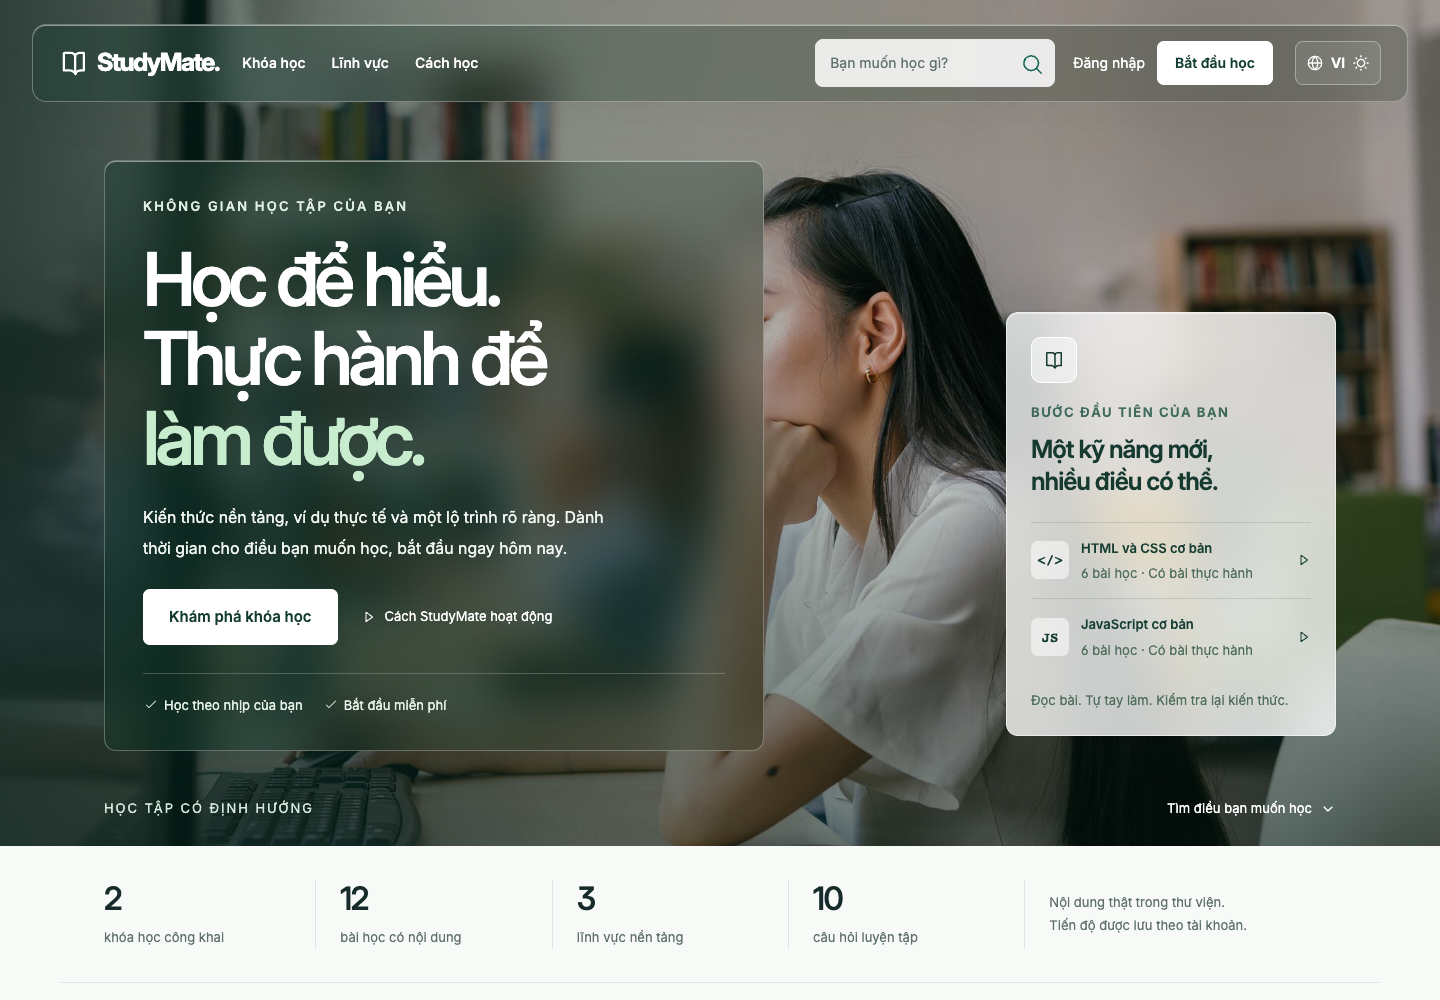 StudyMate.
Khóa học
Lĩnh vực
Cách học
Bạn muốn học gì?
Đăng nhập
Bắt đầu học
VI
KHÔNG GIAN HỌC TẬP CỦA BẠN
Học để hiểu.
Thực hành để
làm được.
Kiến thức nền tảng, ví dụ thực tế và một lộ trình rõ ràng. Dành
thời gian cho điều bạn muốn học, bắt đầu ngay hôm nay.
Khám phá khóa học
Cách StudyMate hoạt động
Học theo nhịp của bạn
Bắt đầu miễn phí
BƯỚC ĐẦU TIÊN CỦA BẠN
Một kỹ năng mới,
nhiều điều có thể.
</>
HTML và CSS cơ bản
6 bài học · Có bài thực hành
JS
JavaScript cơ bản
6 bài học · Có bài thực hành
Đọc bài. Tự tay làm. Kiểm tra lại kiến thức.
HỌC TẬP CÓ ĐỊNH HƯỚNG
Tìm điều bạn muốn học
2
khóa học công khai
12
bài học có nội dung
3
lĩnh vực nền tảng
10
câu hỏi luyện tập
Nội dung thật trong thư viện.
Tiến độ được lưu theo tài khoản.